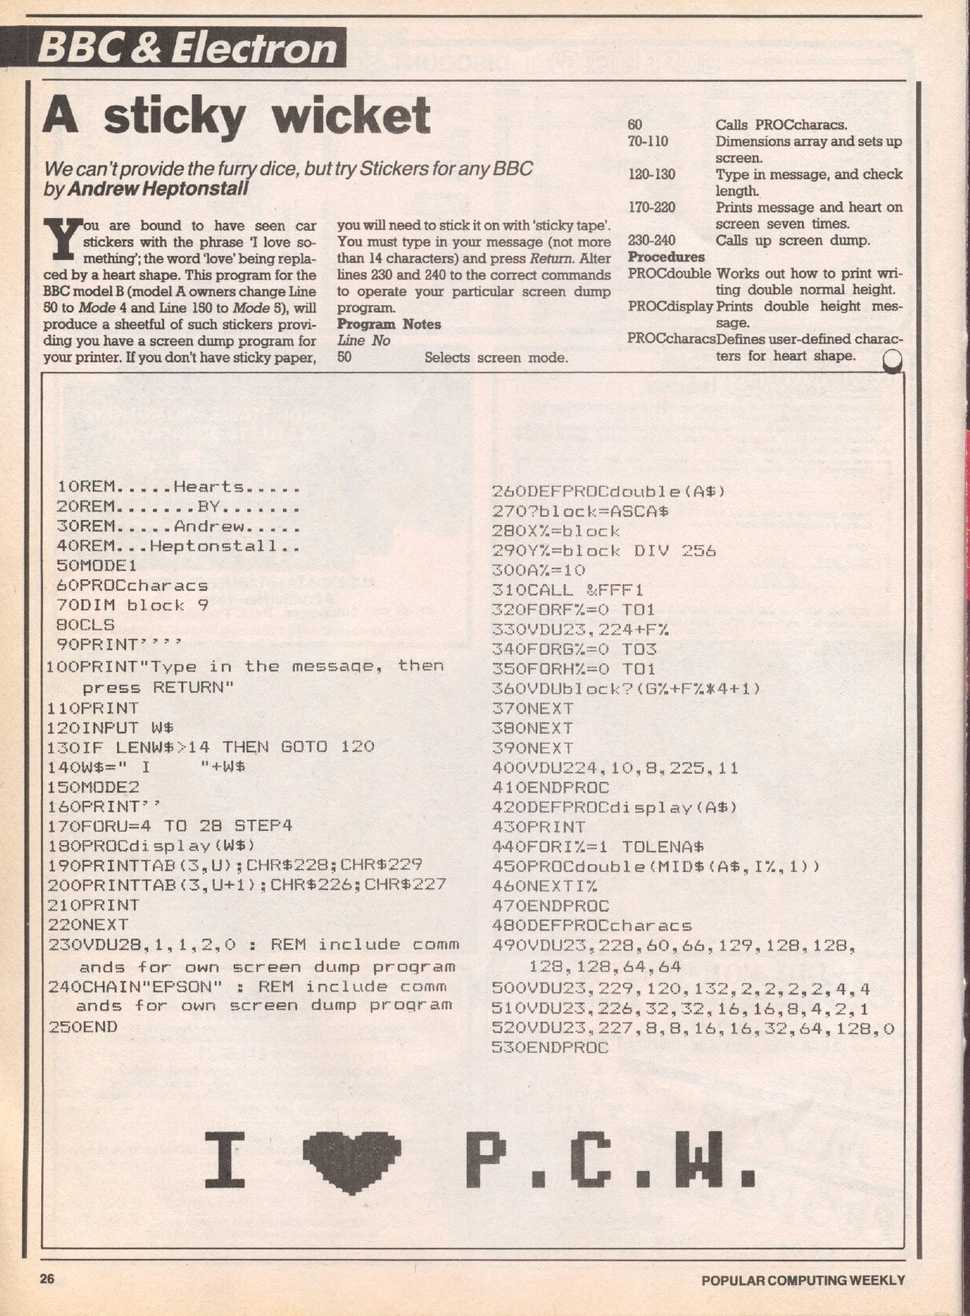 BBC & Electron
A sticky wicket
We can't provide the furry dice, but try Stickers for any BBC
by Andrew Heptonstall
You are bound to have seen car
stickers with the phrase 'I love so-
mething'; the word 'love' being repla-
ced by a heart shape. This program for the
BBC model B (model A owners change Line
50 to Mode 4 and Line 150 to Mode 5), will
produce a sheetful of such stickers provi-
ding you have a screen dump program for
your printer. If you don't have sticky paper,
you will need to stick it on with 'sticky tape'.
You must type in your message (not more
than 14 characters) and press Return. Alter
lines 230 and 240 to the correct commands
to operate your particular screen dump
program.
Program Notes
Line No
50 Selects screen mode.
60 Calls PROCcharacs.
70-110 Dimensions array and sets up
screen.
120-130 Type in message, and check
length.
170-220 Prints message and heart on
screen seven times.
230-240 Calls up screen dump.
Procedures
PROCdouble Works out how to print wri-
ting double normal height.
PROCdisplay Prints double height mes-
sage.
PROCcharacs Defines user-defined charac-
ters for heart shape.
10REM.....Hearts.....
20REM.......BY.......
30REM.....Andrew.....
40REM...Heptonstall..
50MODE1
60PROCcharacs
70DIM block 9
80CLS
90PRINT''''
100PRINT"Type in the message, then
press RETURN"
110PRINT
120INPUT W$
130IF LENW$>14 THEN GOTO 120
140W$=" I     "+W$
150MODE2
160PRINT''
170FORU=4 TO 28 STEP4
180PROCdisplay(W$)
190PRINTTAB(3,U);CHR$228;CHR$229
200PRINTTAB(3,U+1);CHR$226;CHR$227
210PRINT
220NEXT
230VDU28,1,1,2,0 : REM include comm
ands for own screen dump program
240CHAIN"EPSON" : REM include comm
ands for own screen dump program
250END
260DEFPROCdouble(A$)
270?block=ASCA$
280X%=block
290Y%=block DIV 256
300A%=10
310CALL &FFF1
320FORF%=0 TO1
330VDU23,224+F%
340FORG%=0 TO3
350FORH%=0 TO1
360VDUblock?(G%+F%*4+1)
370NEXT
380NEXT
390NEXT
400VDU224,10,8,225,11
410ENDPROC
420DEFPROCdisplay(A$)
430PRINT
440FORI%=1 TOLENA$
450PROCdouble(MID$(A$,I%,1))
460NEXTI%
470ENDPROC
480DEFPROCcharacs
490VDU23,228,60,66,129,128,128,
128,128,64,64
500VDU23,229,120,132,2,2,2,2,4,4
510VDU23,226,32,32,16,16,8,4,2,1
520VDU23,227,8,8,16,16,32,64,128,0
530ENDPROC
I ♥ P.C.W.
26
POPULAR COMPUTING WEEKLY